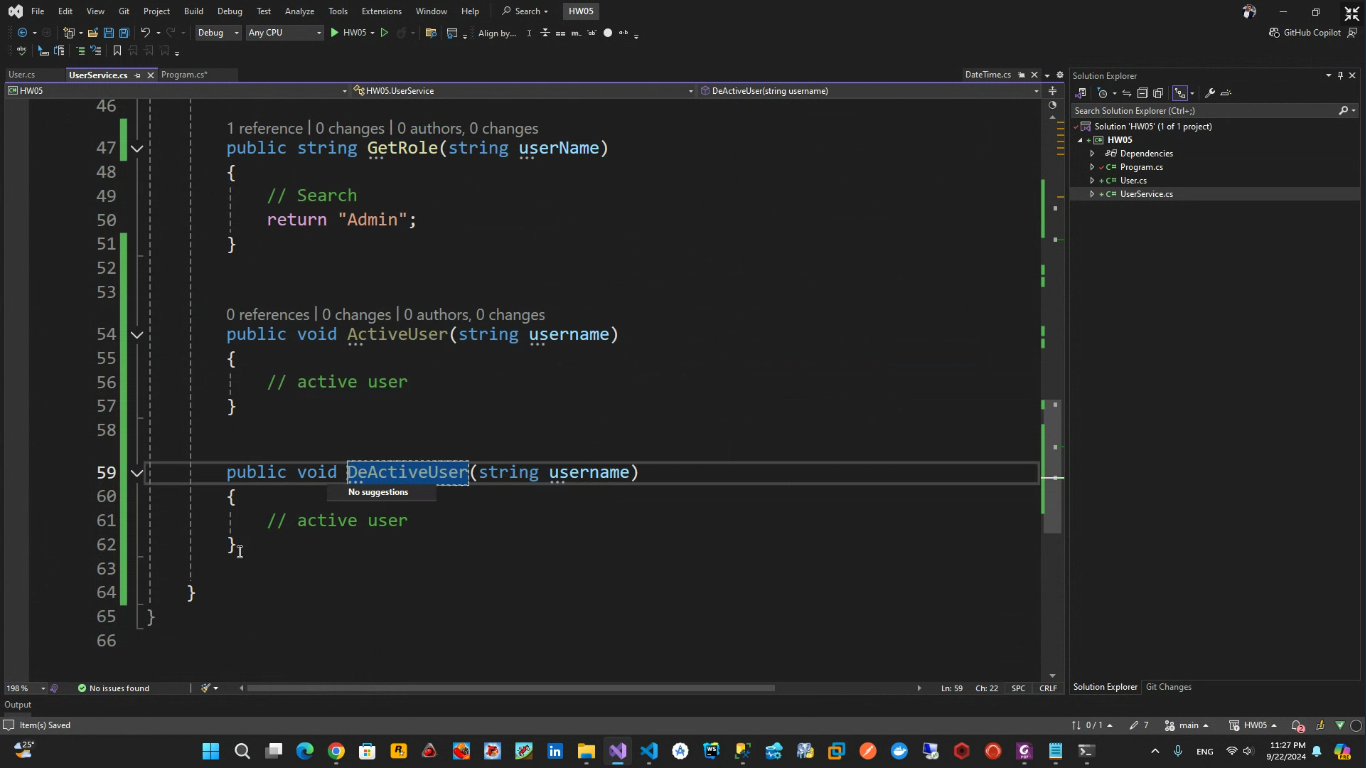 File Edit View Git Project Build Debug Test Analyze Tools Extensions Window Help Search HW05
Debug Any CPU HW05 Align by... GitHub Copilot
User.cs UserService.cs Program.cs* DateTime.cs
HW05 HW05.UserService DeActiveUser(string username)
46
1 reference | 0 changes | 0 authors, 0 changes
47 public string GetRole(string userName)
48 {
49 // Search
50 return "Admin";
51 }
52
53
0 references | 0 changes | 0 authors, 0 changes
54 public void ActiveUser(string username)
55 {
56 // active user
57 }
58
59 public void DeActiveUser(string username)
No suggestions
60 {
61 // active user
62 }
63
64 }
65 }
66
198 % No issues found Ln: 59 Ch: 22 SPC CRLF
Output
Item(s) Saved 0 / 1 7 main HW05 2
Solution Explorer
Search Solution Explorer (Ctrl+;)
Solution 'HW05' (1 of 1 project)
HW05
Dependencies
C# Program.cs
C# User.cs
C# UserService.cs
Solution Explorer Git Changes
25° ENG 11:27 PM
9/22/2024